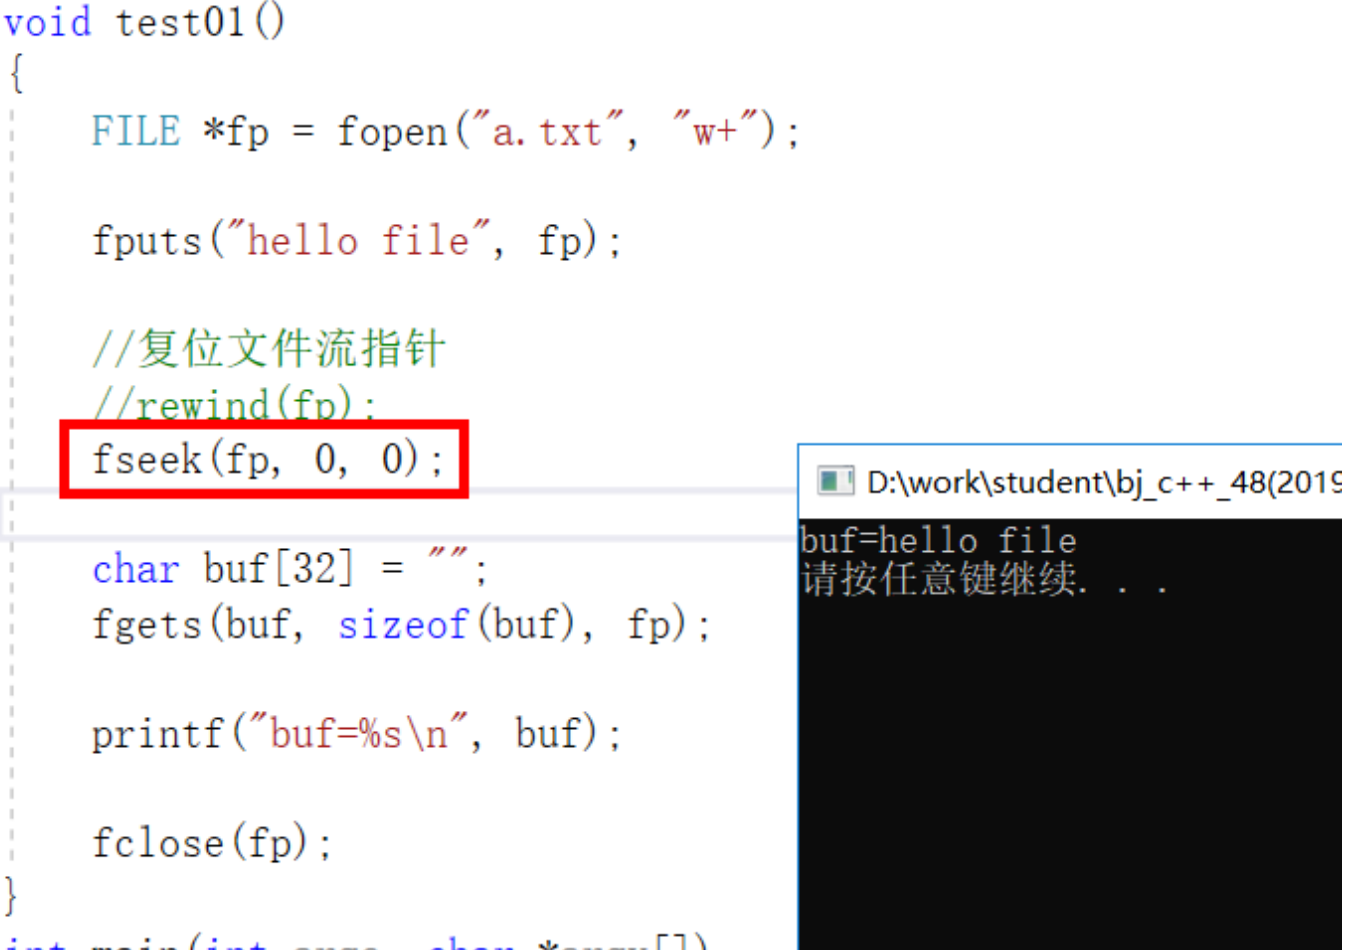 void test01()
{
FILE *fp = fopen("a.txt", "w+");
fputs("hello file", fp);
//复位文件流指针
//rewind(fp);
fseek(fp, 0, 0);
char buf[32] = "";
fgets(buf, sizeof(buf), fp);
printf("buf=%s\n", buf);
fclose(fp);
}
int main(int argc, char *argv[])
D:\work\student\bj_c++_48(2019
buf=hello file
请按任意键继续. . .